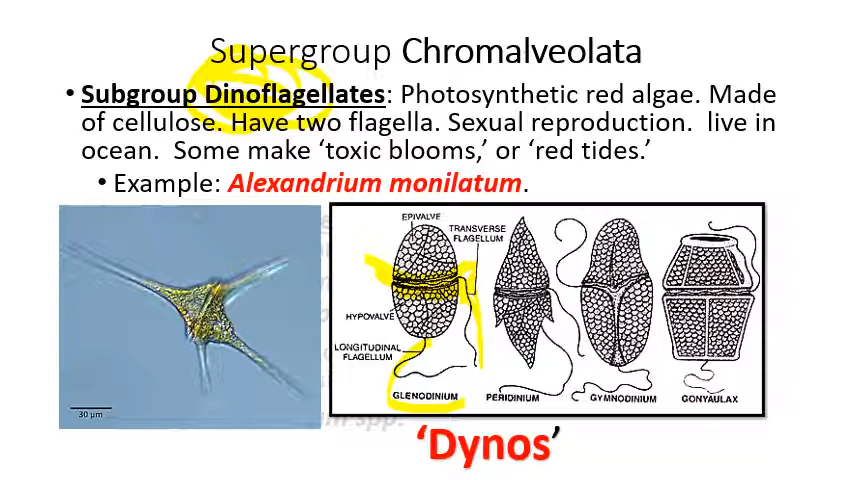 Supergroup Chromalveolata
• Subgroup Dinoflagellates: Photosynthetic red algae. Made
of cellulose. Have two flagella. Sexual reproduction.  live in
ocean.  Some make ‘toxic blooms,’ or ‘red tides.’
• Example: Alexandrium monilatum.
EPIVALVE
TRANSVERSE
FLAGELLUM
HYPOVALVE
LONGITUDINAL
FLAGELLUM
GLENODINIUM
PERIDINIUM
GYMNODINIUM
GONYAULAX
30 µm
spp.
‘Dynos’